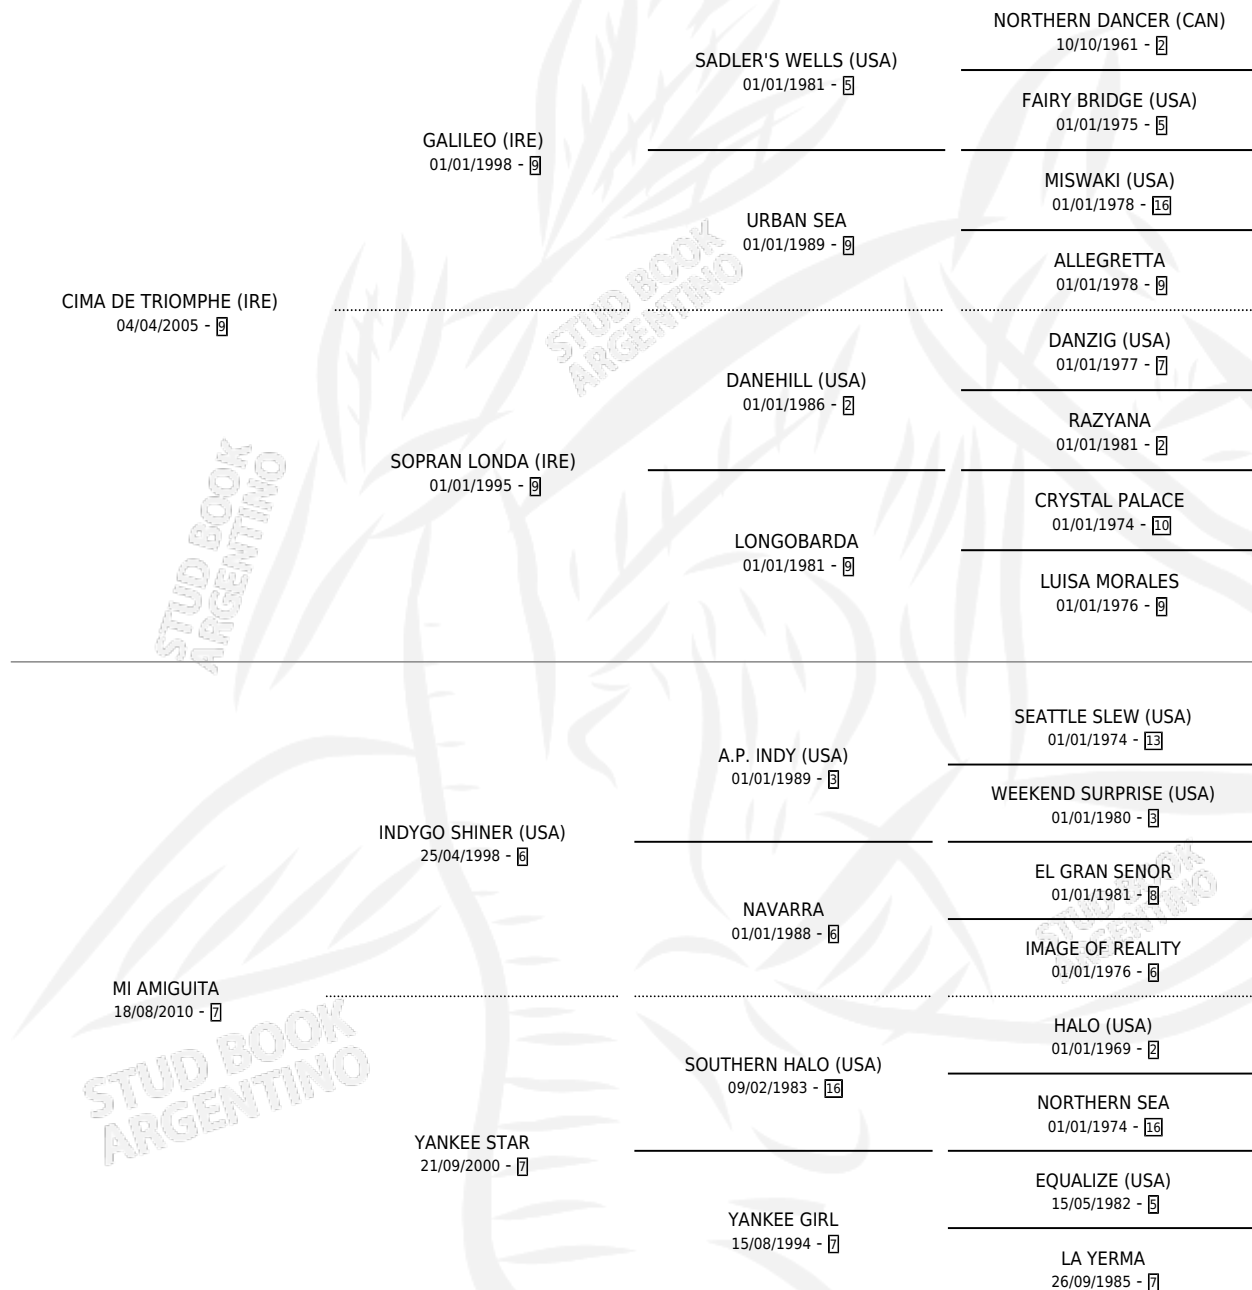 NORTHERN DANCER (CAN)
10/10/1961 - 2
SADLER'S WELLS (USA)
01/01/1981 - 5
FAIRY BRIDGE (USA)
01/01/1975 - 5
GALILEO (IRE)
01/01/1998 - 9
MISWAKI (USA)
01/01/1978 - 16
URBAN SEA
01/01/1989 - 9
ALLEGRETTA
01/01/1978 - 9
CIMA DE TRIOMPHE (IRE)
04/04/2005 - 9
STUD BOOK
ARGENTINO
DANZIG (USA)
01/01/1977 - 7
DANEHILL (USA)
01/01/1986 - 2
RAZYANA
01/01/1981 - 2
SOPRAN LONDA (IRE)
01/01/1995 - 9
CRYSTAL PALACE
01/01/1974 - 10
LONGOBARDA
01/01/1981 - 9
LUISA MORALES
01/01/1976 - 9
STUD BOOK
ARGENTINO
SEATTLE SLEW (USA)
01/01/1974 - 13
A.P. INDY (USA)
01/01/1989 - 3
WEEKEND SURPRISE (USA)
01/01/1980 - 3
INDYGO SHINER (USA)
25/04/1998 - 6
EL GRAN SENOR
01/01/1981 - 8
NAVARRA
01/01/1988 - 6
STUD BOOK
ARGENTINO
IMAGE OF REALITY
01/01/1976 - 6
MI AMIGUITA
18/08/2010 - 7
HALO (USA)
01/01/1969 - 2
SOUTHERN HALO (USA)
09/02/1983 - 16
STUD BOOK
ARGENTINO
NORTHERN SEA
01/01/1974 - 16
YANKEE STAR
21/09/2000 - 7
EQUALIZE (USA)
15/05/1982 - 5
YANKEE GIRL
15/08/1994 - 7
LA YERMA
26/09/1985 - 7